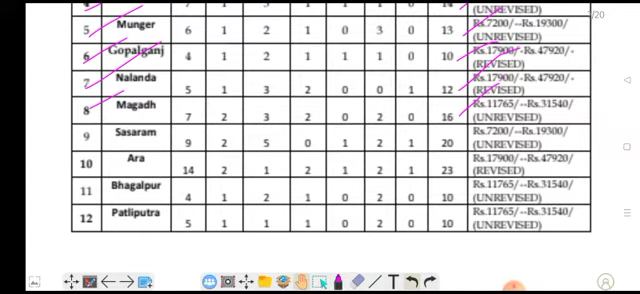 (UNREVISED)
/20
5 Munger 6 1 2 1 0 3 0 13 Rs.7200/--Rs.19300/ (UNREVISED)
6 Gopalganj 4 1 2 1 1 1 0 10 Rs.17900/-Rs.47920/- (REVISED)
7 Nalanda 5 1 3 2 0 0 1 12 Rs.17900/-Rs.47920/- (REVISED)
8 Magadh 7 2 3 2 0 2 0 16 Rs.11765/--Rs.31540/ (UNREVISED)
9 Sasaram 9 2 5 0 1 2 1 20 Rs.7200/--Rs.19300/ (UNREVISED)
10 Ara 14 2 1 2 1 2 1 23 Rs.17900/--Rs.47920/ (REVISED)
11 Bhagalpur 4 1 2 1 0 2 0 10 Rs.11765/--Rs.31540/ (UNREVISED)
12 Patliputra 5 1 1 1 0 2 0 10 Rs.11765/--Rs.31540/ (UNREVISED)
T